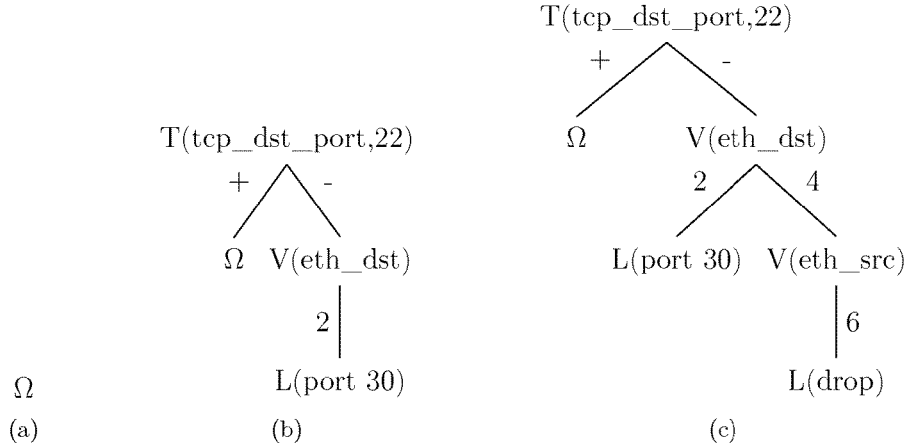 T(tcp_dst_port,22)
+ -
Ω V(eth_dst)
2 4
L(port 30) V(eth_src)
6
L(drop)
T(tcp_dst_port,22)
+ -
Ω V(eth_dst)
2
L(port 30)
Ω
(a) (b) (c)